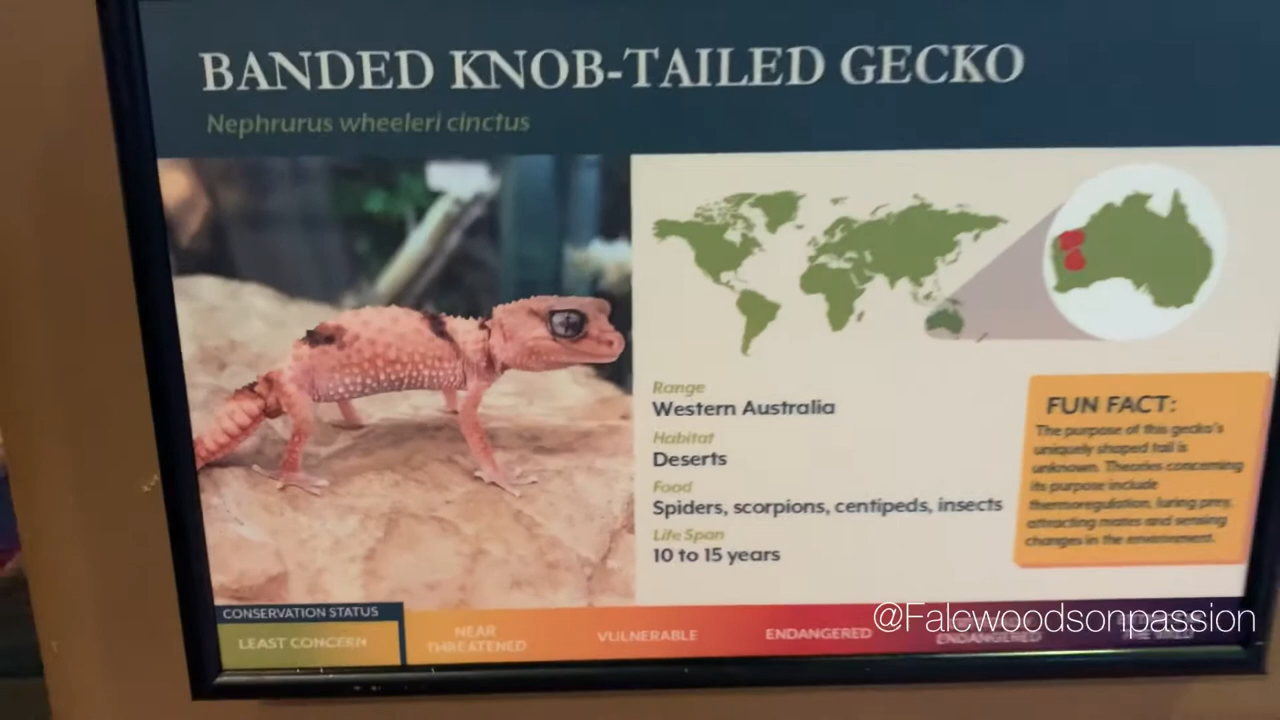 BANDED KNOB-TAILED GECKO
Nephrurus wheeleri cinctus
Range
Western Australia
Habitat
Deserts
Food
Spiders, scorpions, centipeds, insects
Life Span
10 to 15 years
FUN FACT:
The purpose of this gecko's
uniquely shaped tail is
unknown. Theories concerning
its purpose include
thermoregulation, luring prey,
attracting mates and sensing
changes in the environment.
CONSERVATION STATUS
LEAST CONCERN
NEAR
THREATENED
VULNERABLE
ENDANGERED
ENDANGERED
THE WILD
@Falcwoodsonpassion